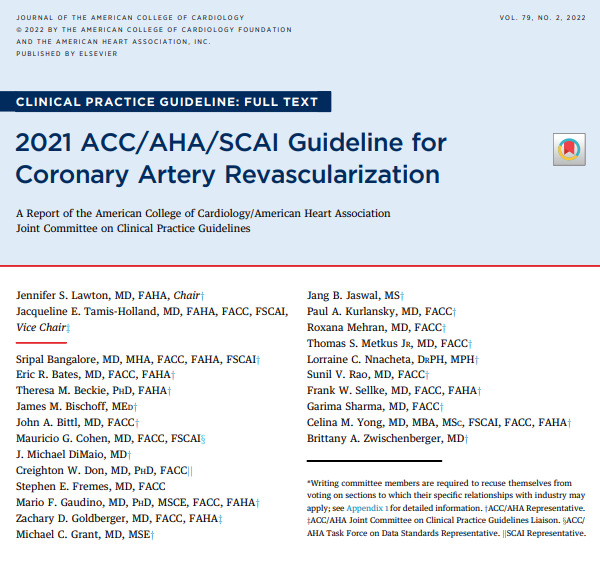 JOURNAL OF THE AMERICAN COLLEGE OF CARDIOLOGY
© 2022 BY THE AMERICAN COLLEGE OF CARDIOLOGY FOUNDATION
AND THE AMERICAN HEART ASSOCIATION, INC.
PUBLISHED BY ELSEVIER
VOL. 79, NO. 2, 2022
CLINICAL PRACTICE GUIDELINE: FULL TEXT
2021 ACC/AHA/SCAI Guideline for
Coronary Artery Revascularization
A Report of the American College of Cardiology/American Heart Association
Joint Committee on Clinical Practice Guidelines
Jennifer S. Lawton, MD, FAHA, Chair†
Jacqueline E. Tamis-Holland, MD, FAHA, FACC, FSCAI,
Vice Chair‡
Sripal Bangalore, MD, MHA, FACC, FAHA, FSCAI†
Eric R. Bates, MD, FACC, FAHA†
Theresa M. Beckie, PHD, FAHA†
James M. Bischoff, MED†
John A. Bittl, MD, FACC†
Mauricio G. Cohen, MD, FACC, FSCAI§
J. Michael DiMaio, MD†
Creighton W. Don, MD, PHD, FACC||
Stephen E. Fremes, MD, FACC
Mario F. Gaudino, MD, PHD, MSCE, FACC, FAHA†
Zachary D. Goldberger, MD, FACC, FAHA‡
Michael C. Grant, MD, MSE†
Jang B. Jaswal, MS†
Paul A. Kurlansky, MD, FACC†
Roxana Mehran, MD, FACC†
Thomas S. Metkus JR, MD, FACC†
Lorraine C. Nnacheta, DRPH, MPH†
Sunil V. Rao, MD, FACC†
Frank W. Sellke, MD, FACC, FAHA†
Garima Sharma, MD, FACC†
Celina M. Yong, MD, MBA, MSC, FSCAI, FACC, FAHA†
Brittany A. Zwischenberger, MD†
*Writing committee members are required to recuse themselves from
voting on sections to which their specific relationships with industry may
apply; see Appendix 1 for detailed information. †ACC/AHA Representative.
‡ACC/AHA Joint Committee on Clinical Practice Guidelines Liaison. §ACC/
AHA Task Force on Data Standards Representative. ||SCAI Representative.